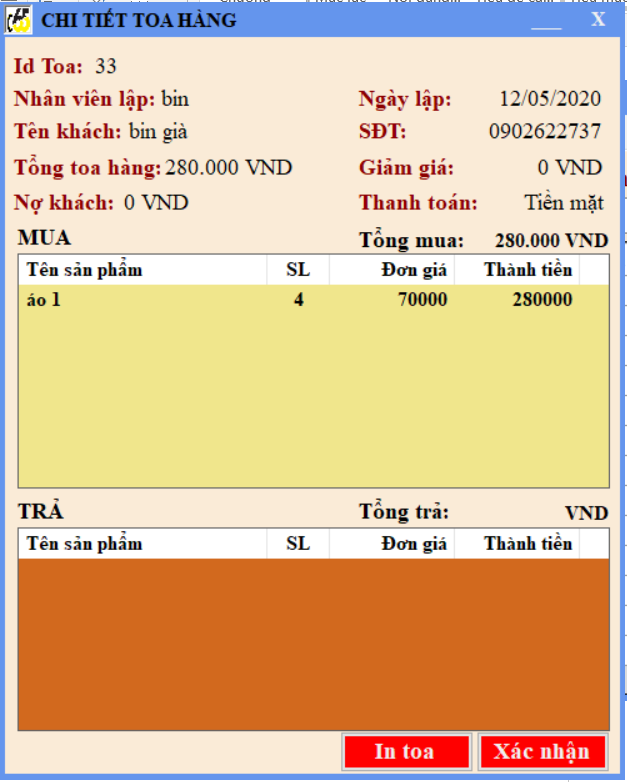 CHI TIẾT TOA HÀNG
X
Id Toa: 33
Nhân viên lập: bin Ngày lập: 12/05/2020
Tên khách: bin già SĐT: 0902622737
Tổng toa hàng: 280.000 VND Giảm giá: 0 VND
Nợ khách: 0 VND Thanh toán: Tiền mặt
MUA Tổng mua: 280.000 VND
Tên sản phẩm SL Đơn giá Thành tiền
áo 1 4 70000 280000
TRẢ Tổng trả: VND
Tên sản phẩm SL Đơn giá Thành tiền
In toa Xác nhận